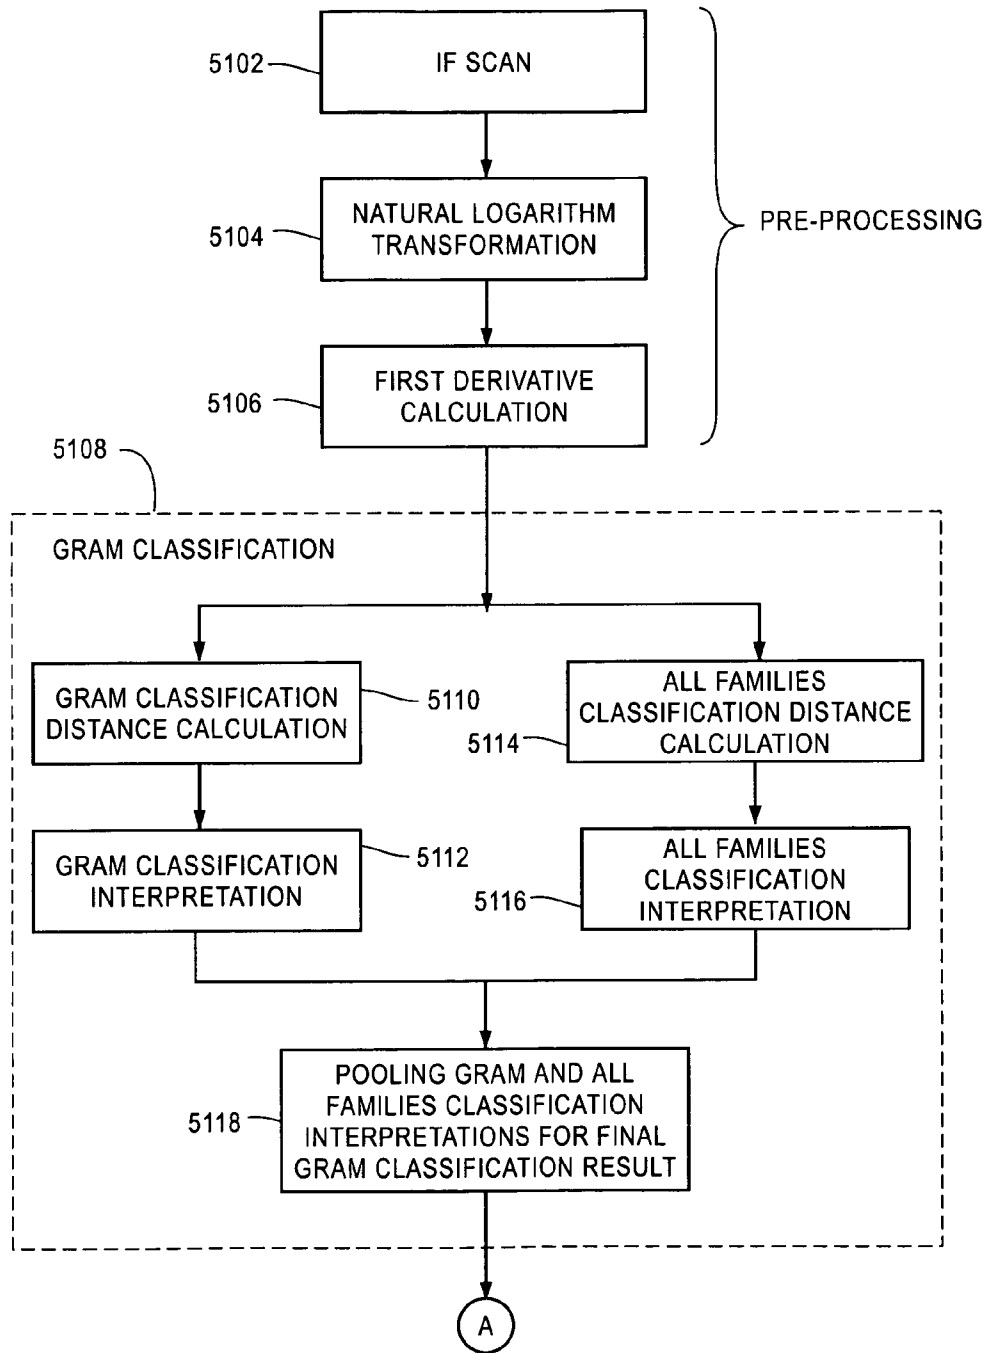 5102
IF SCAN
5104
NATURAL LOGARITHM
TRANSFORMATION
PRE-PROCESSING
5106
FIRST DERIVATIVE
CALCULATION
5108
GRAM CLASSIFICATION
GRAM CLASSIFICATION
DISTANCE CALCULATION
5110
ALL FAMILIES
CLASSIFICATION DISTANCE
CALCULATION
5114
GRAM CLASSIFICATION
INTERPRETATION
5112
ALL FAMILIES
CLASSIFICATION
INTERPRETATION
5116
POOLING GRAM AND ALL
FAMILIES CLASSIFICATION
INTERPRETATIONS FOR FINAL
GRAM CLASSIFICATION RESULT
5118
A